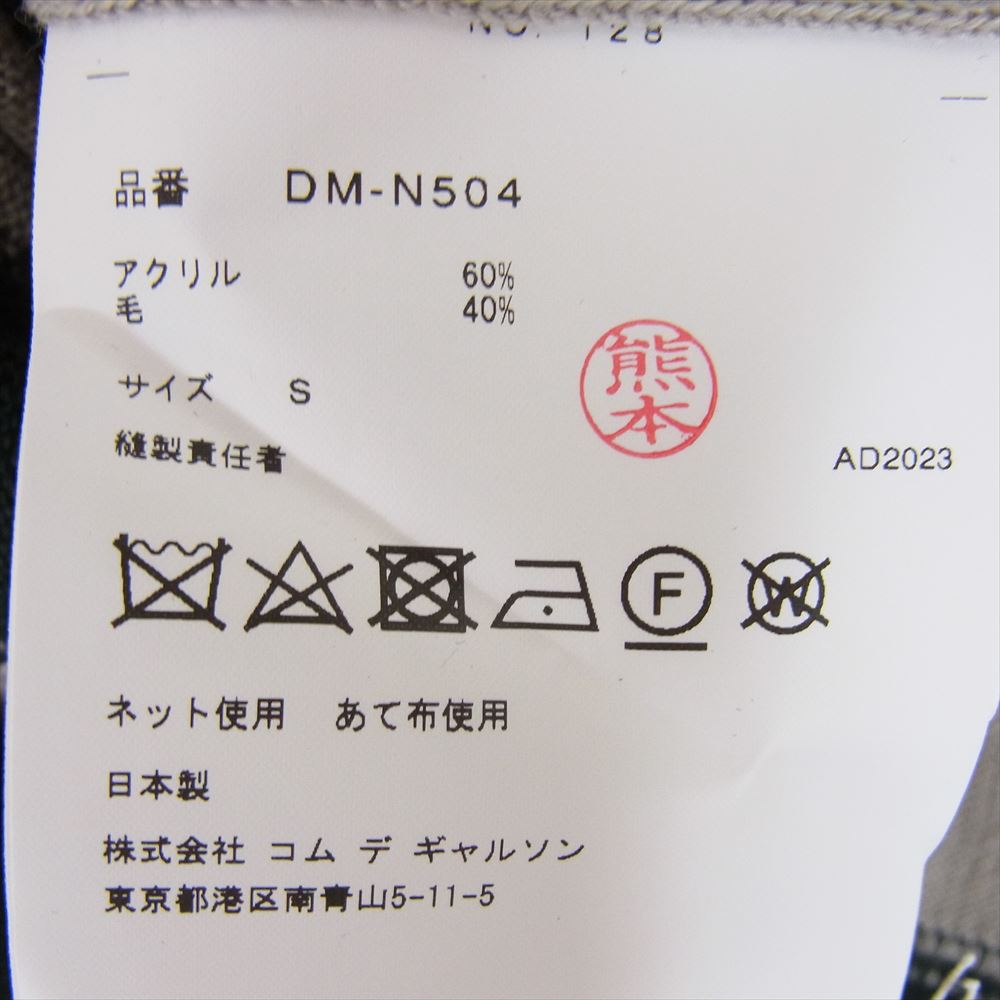 NO. 128
品番 DM-N504
アクリル 60%
毛 40%
サイズ S
熊本
縫製責任者
AD2023
F
W
ネット使用 あて布使用
日本製
株式会社 コム デ ギャルソン
東京都港区南青山5-11-5